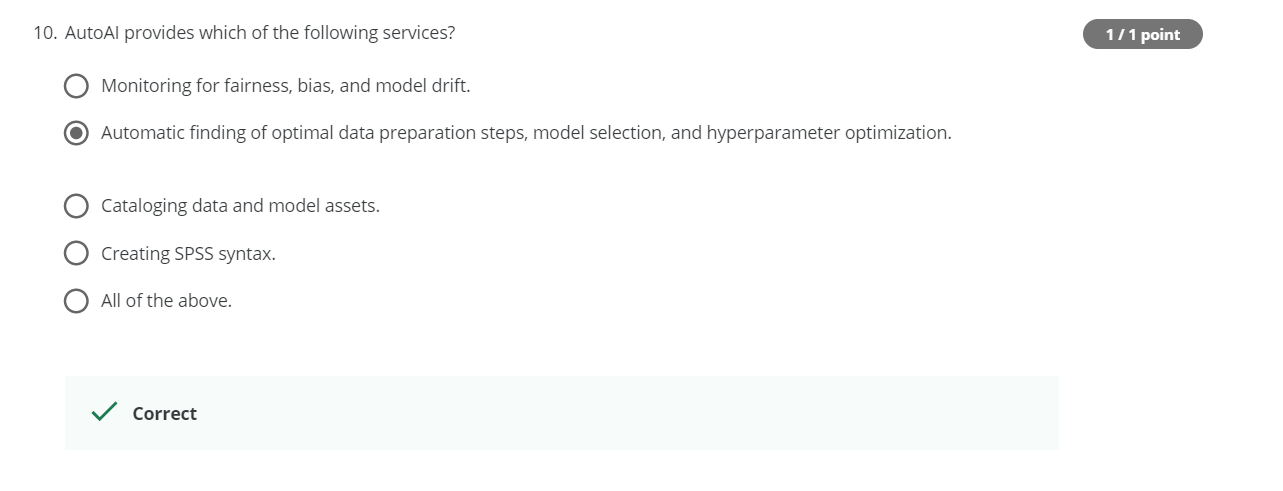 10. AutoAI provides which of the following services?
1 / 1 point
Monitoring for fairness, bias, and model drift.
Automatic finding of optimal data preparation steps, model selection, and hyperparameter optimization.
Cataloging data and model assets.
Creating SPSS syntax.
All of the above.
Correct